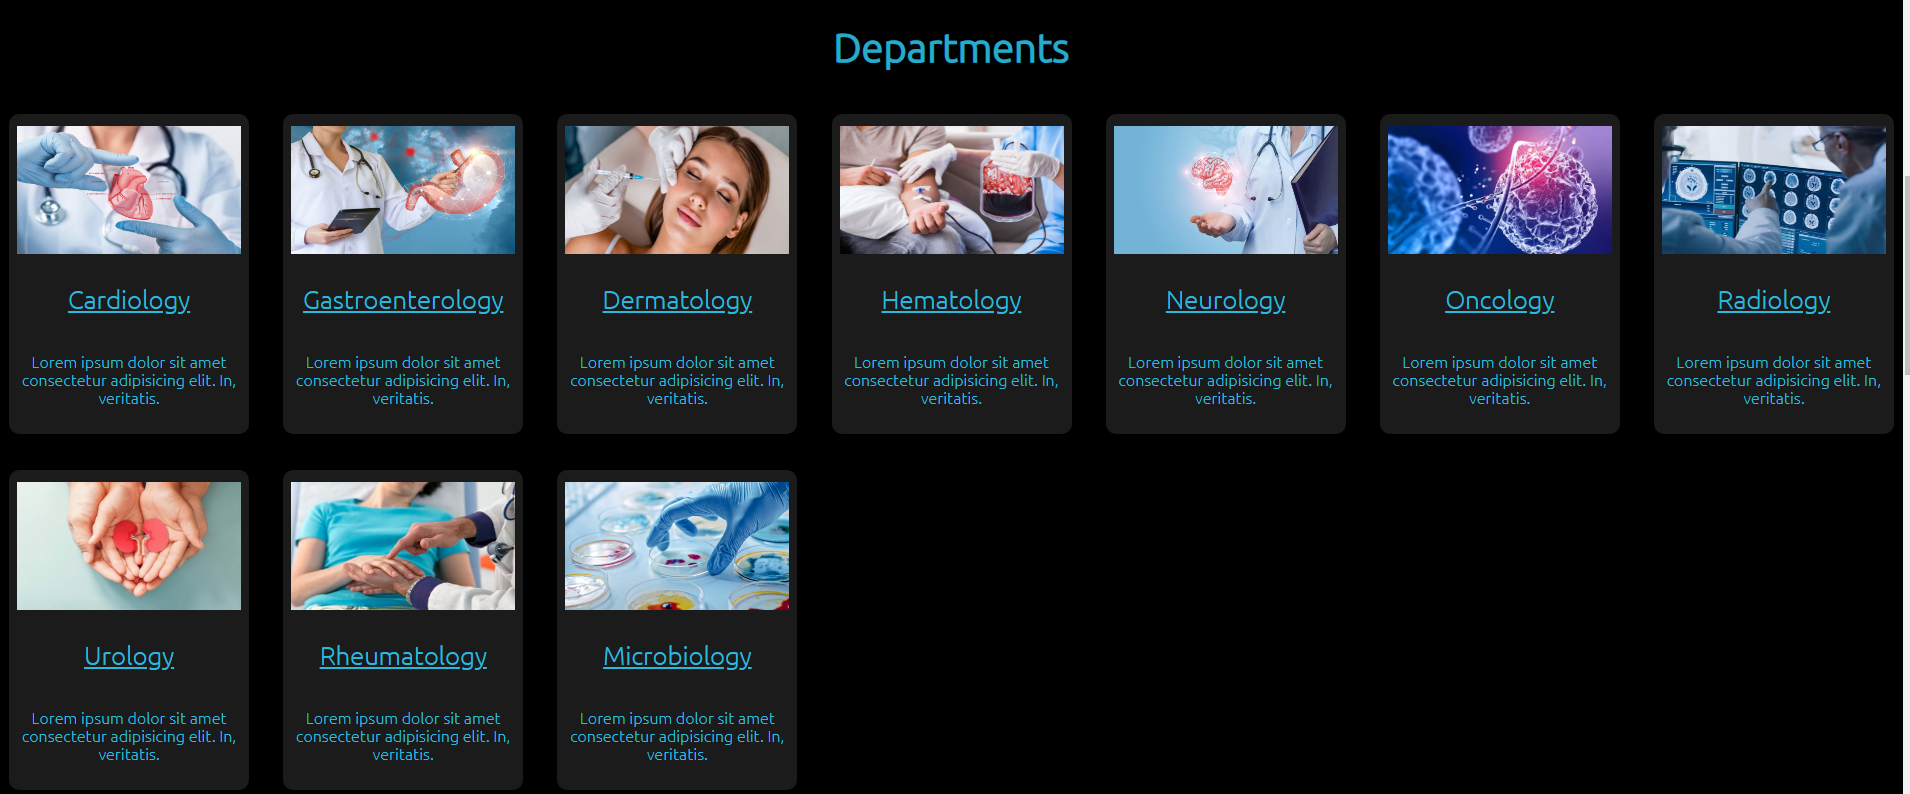 Departments
Cardiology
Lorem ipsum dolor sit amet
consectetur adipisicing elit. In,
veritatis.
Gastroenterology
Lorem ipsum dolor sit amet
consectetur adipisicing elit. In,
veritatis.
Dermatology
Lorem ipsum dolor sit amet
consectetur adipisicing elit. In,
veritatis.
Hematology
Lorem ipsum dolor sit amet
consectetur adipisicing elit. In,
veritatis.
Neurology
Lorem ipsum dolor sit amet
consectetur adipisicing elit. In,
veritatis.
Oncology
Lorem ipsum dolor sit amet
consectetur adipisicing elit. In,
veritatis.
Radiology
Lorem ipsum dolor sit amet
consectetur adipisicing elit. In,
veritatis.
Urology
Lorem ipsum dolor sit amet
consectetur adipisicing elit. In,
veritatis.
Rheumatology
Lorem ipsum dolor sit amet
consectetur adipisicing elit. In,
veritatis.
Microbiology
Lorem ipsum dolor sit amet
consectetur adipisicing elit. In,
veritatis.